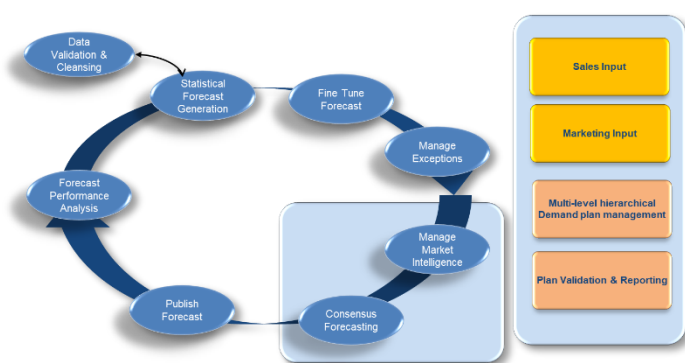 Data
Validation &
Cleansing
Statistical
Forecast
Generation
Fine Tune
Forecast
Manage
Exceptions
Manage
Market
Intelligence
Consensus
Forecasting
Publish
Forecast
Forecast
Performance
Analysis
Sales Input
Marketing Input
Multi-level hierarchical
Demand plan management
Plan Validation & Reporting